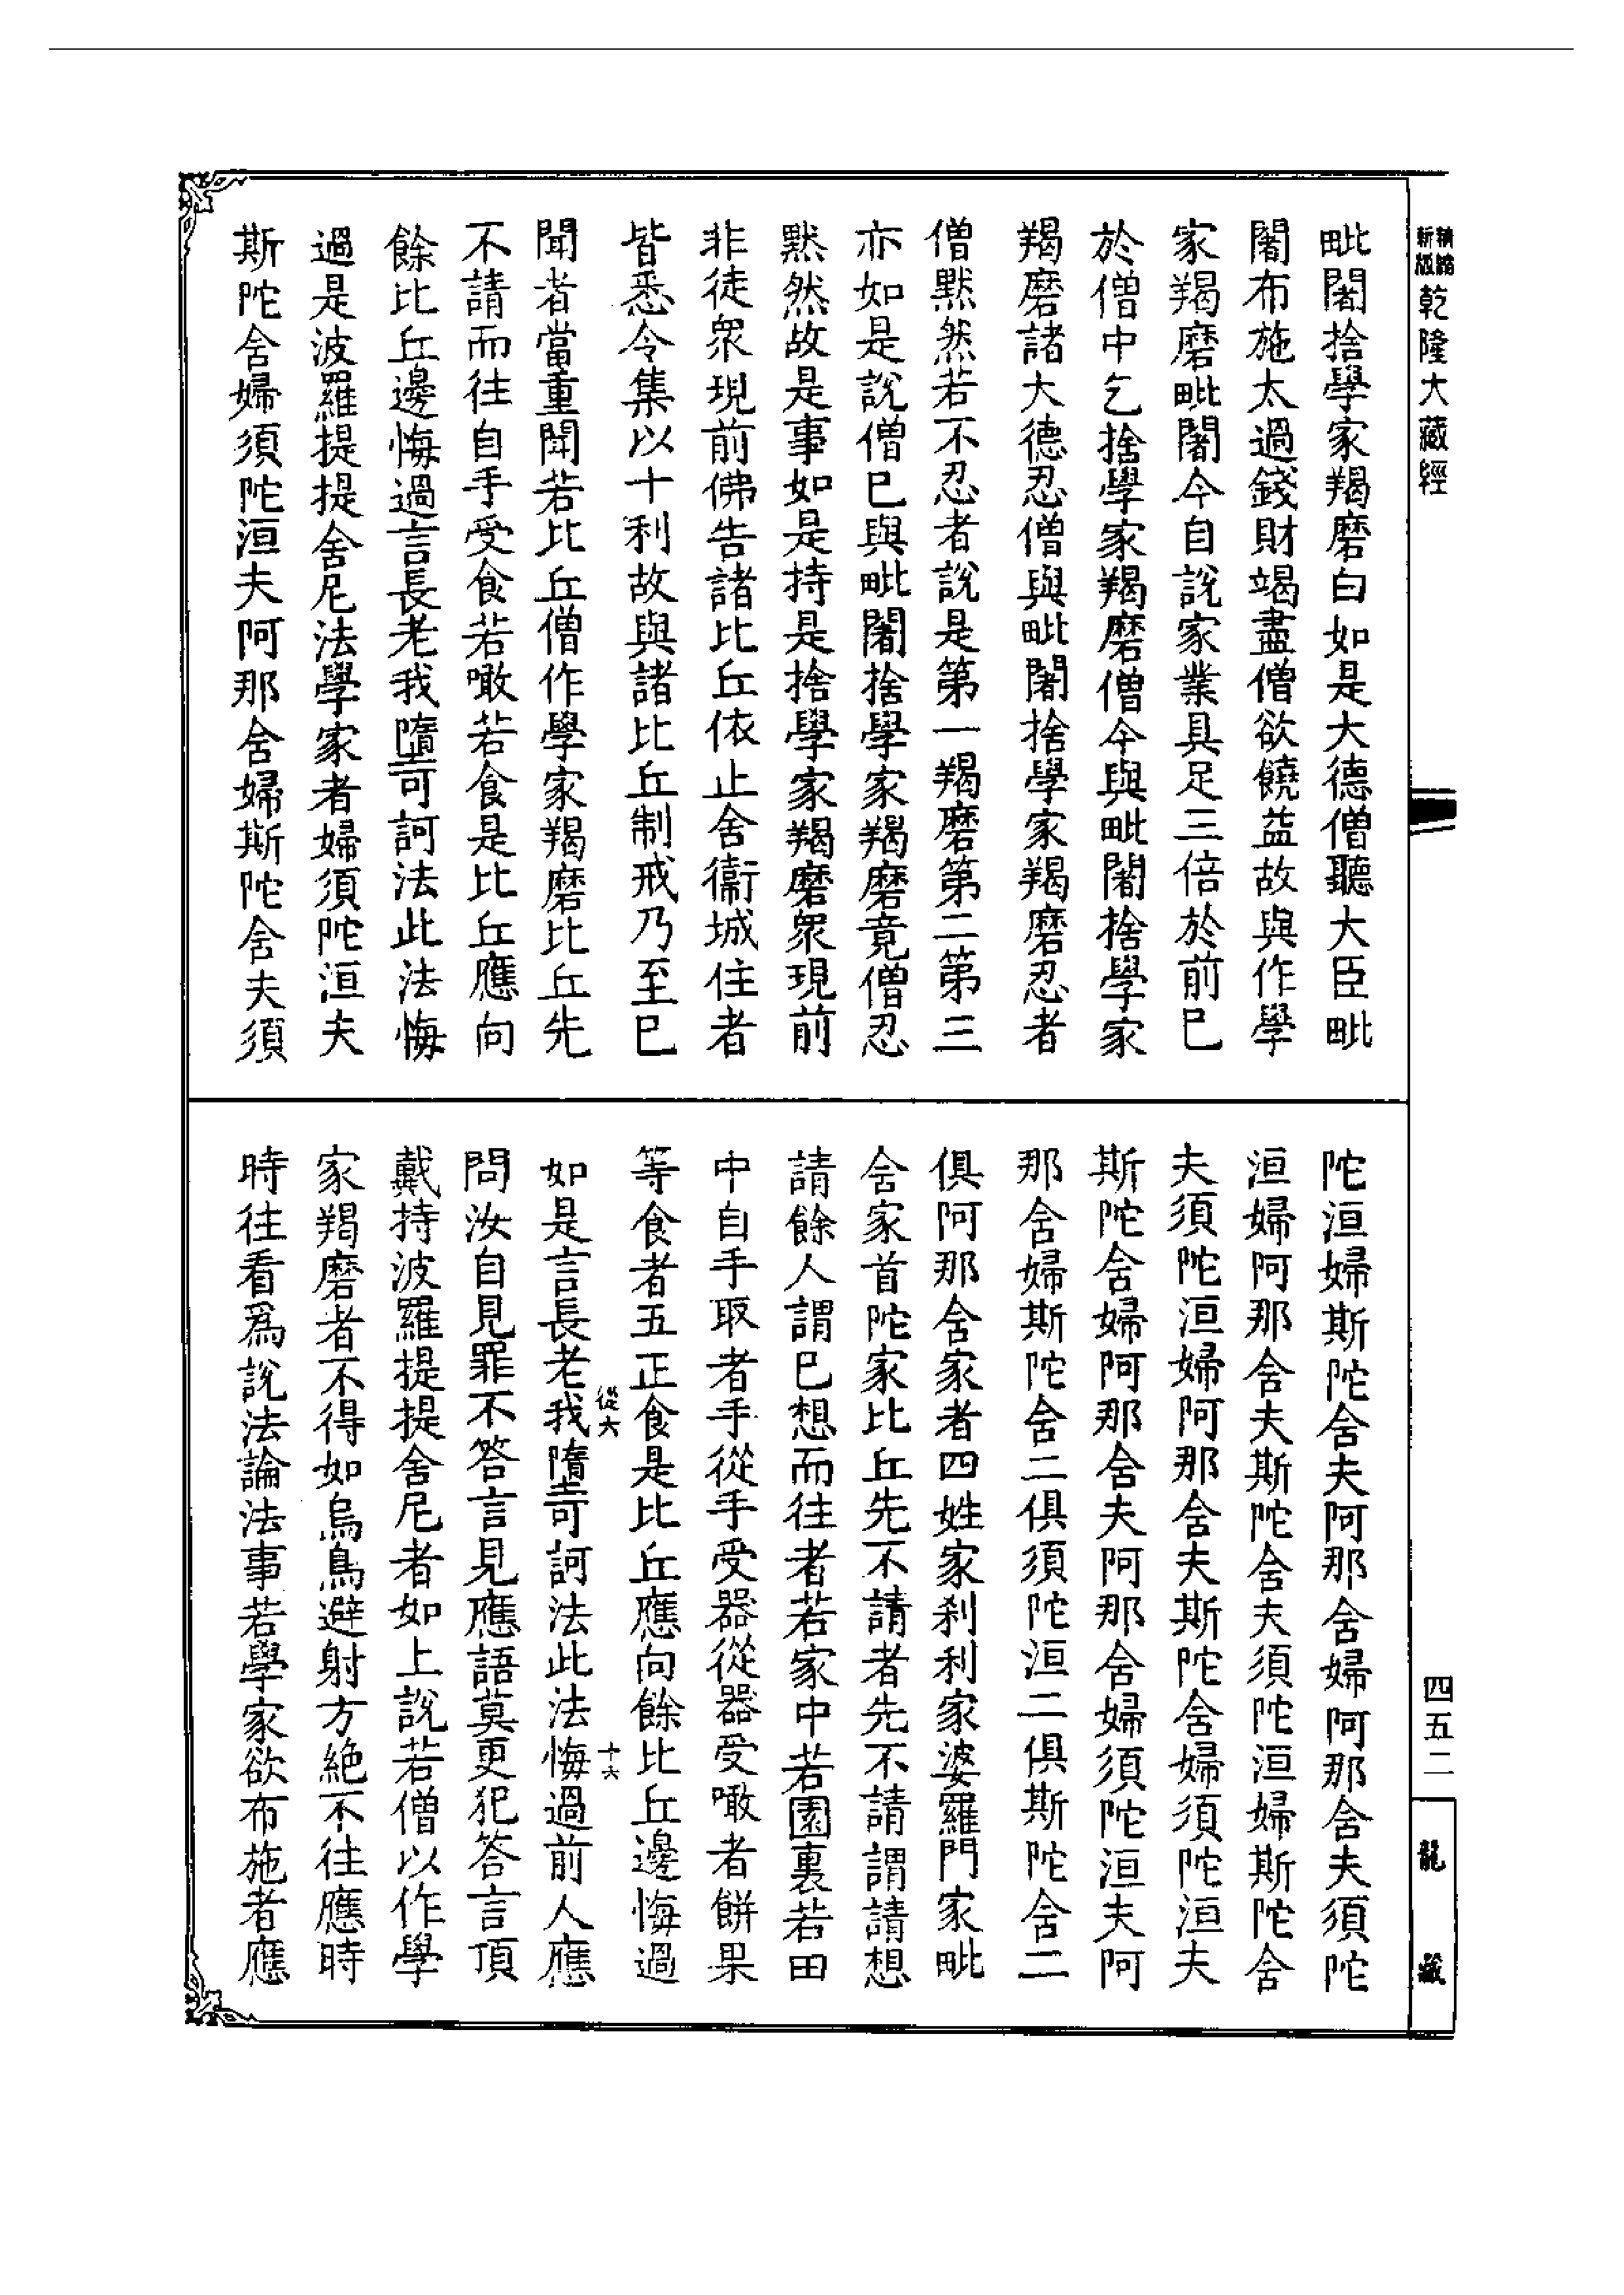 精縮
新版
乾隆大藏經
毗闍捨學家羯磨白如是大德僧聽大臣毗
闍布施太過錢財竭盡僧欲饒益故與作學
家羯磨毗闍今自說家業具足三倍於前已
於僧中乞捨學家羯磨僧今與毗闍捨學家
羯磨諸大德忍僧與毗闍捨學家羯磨忍者
僧默然若不忍者說是第一羯磨第二第三
亦如是說僧已與毗闍捨學家羯磨竟僧忍
默然故是事如是持是捨學家羯磨衆現前
非徒衆現前佛告諸比丘依止舍衞城住者
皆悉令集以十利故與諸比丘制戒乃至已
聞者當重聞若比丘僧作學家羯磨比丘先
不請而往自手受食若噉若食是比丘應向
餘比丘邊悔過言長老我墮可訶法此法悔
過是波羅提提舍尼法學家者婦須陀洹夫
斯陀舍婦須陀洹夫阿那舍婦斯陀舍夫須
陀洹婦斯陀舍夫阿那舍婦阿那舍夫須陀
洹婦阿那舍夫斯陀舍夫須陀洹婦斯陀舍
夫須陀洹婦阿那舍夫斯陀舍婦須陀洹夫
斯陀舍婦阿那舍夫阿那舍婦須陀洹夫阿
那舍婦斯陀舍二俱須陀洹二俱斯陀舍二
俱阿那舍家者四姓家刹利家婆羅門家毗
舍家首陀家比丘先不請者先不請謂請想
請餘人謂已想而往者若家中若園裏若田
中自手取者手從手受器從器受噉者餅果
等食者五正食是比丘應向餘比丘邊悔過
從六
十六
如是言長老我墮可訶法此法悔過前人應
問汝自見罪不答言見應語莫更犯答言頂
戴持波羅提提舍尼者如上說若僧以作學
家羯磨者不得如烏鳥避射方絶不往應時
時往看爲說法論法事若學家欲布施者應
四五二
龍藏